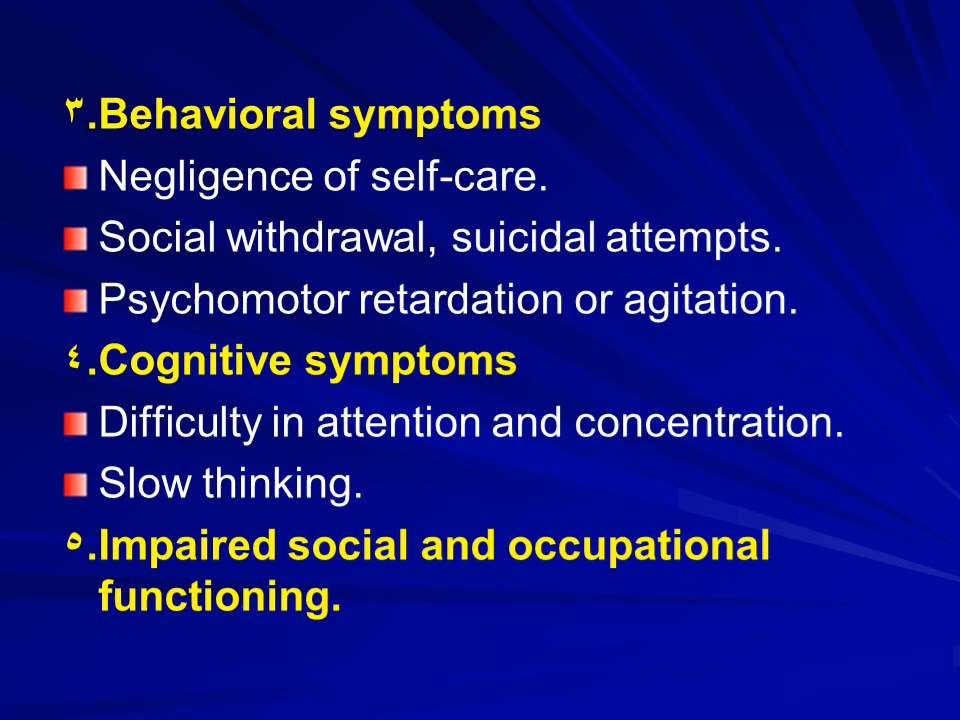 ٣.Behavioral symptoms
Negligence of self-care.
Social withdrawal, suicidal attempts.
Psychomotor retardation or agitation.
٤.Cognitive symptoms
Difficulty in attention and concentration.
Slow thinking.
٥.Impaired social and occupational
functioning.